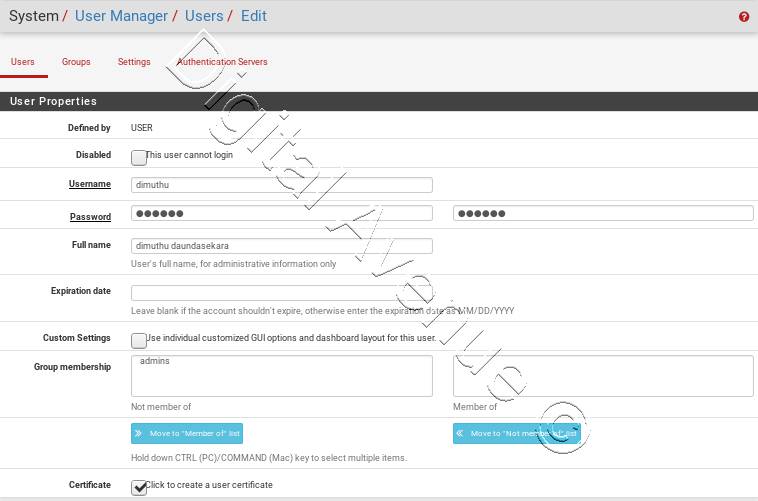 System / User Manager / Users / Edit
?
Users Groups Settings Authentication Servers
User Properties
Defined by USER
Disabled This user cannot login
Username dimuthu
Password ●●●●●● ●●●●●●
Full name dimuthu daundasekara
User's full name, for administrative information only
Expiration date
Leave blank if the account shouldn't expire, otherwise enter the expiration date as MM/DD/YYYY
Custom Settings Use individual customized GUI options and dashboard layout for this user.
Group membership admins
Not member of Member of
Move to "Member of" list Move to "Not member of" list
Hold down CTRL (PC)/COMMAND (Mac) key to select multiple items.
Certificate Click to create a user certificate
Digital Avenue ©